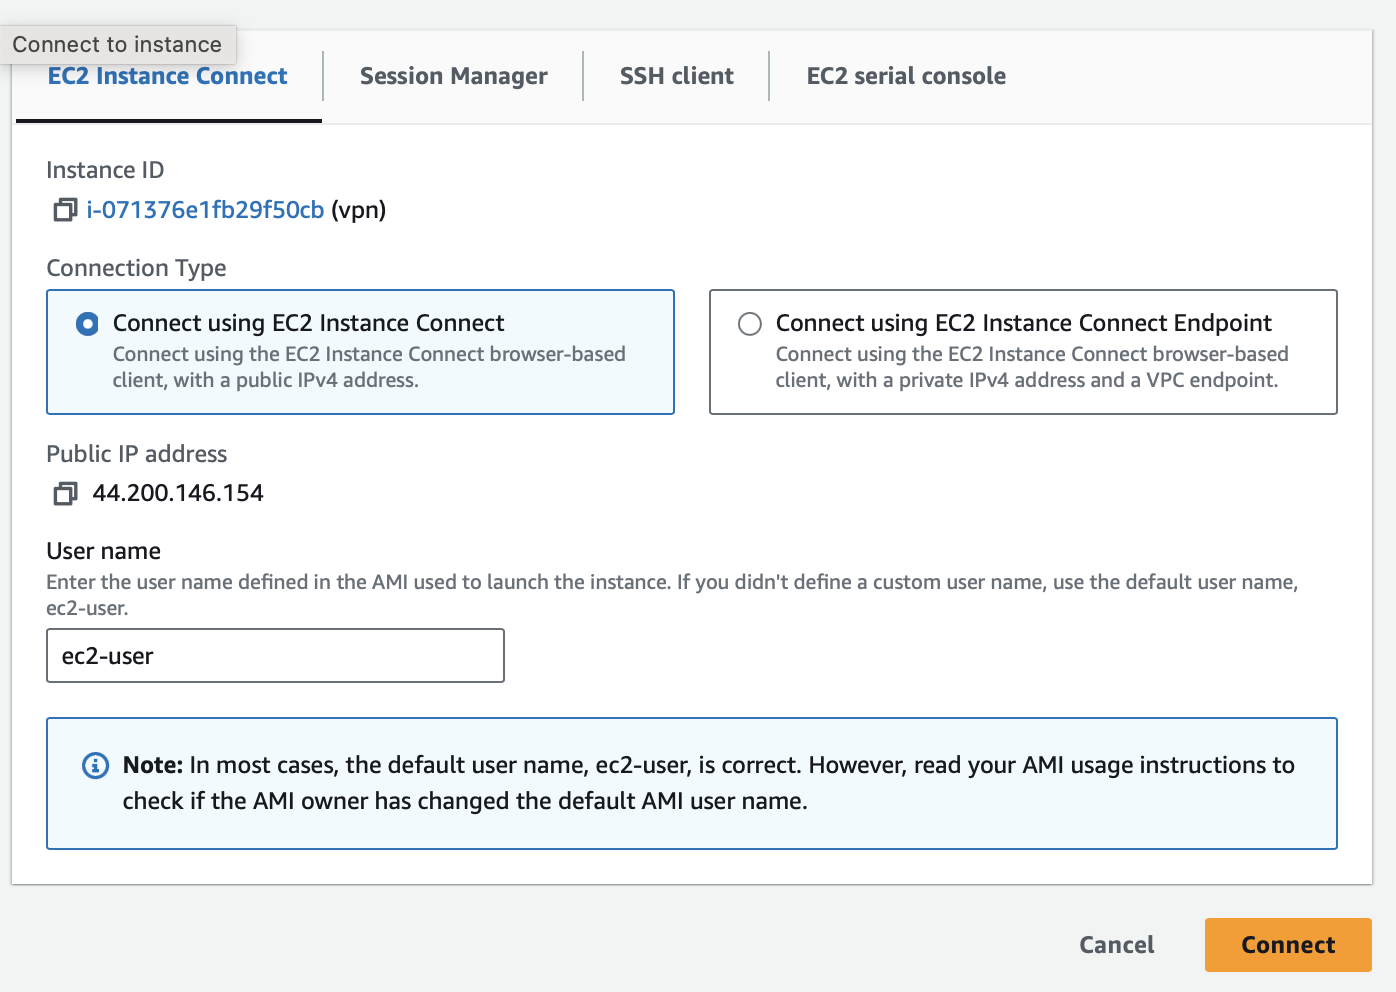 Connect to instance
EC2 Instance Connect
Session Manager
SSH client
EC2 serial console
Instance ID
i-071376e1fb29f50cb (vpn)
Connection Type
Connect using EC2 Instance Connect
Connect using the EC2 Instance Connect browser-based
client, with a public IPv4 address.
Connect using EC2 Instance Connect Endpoint
Connect using the EC2 Instance Connect browser-based
client, with a private IPv4 address and a VPC endpoint.
Public IP address
44.200.146.154
User name
Enter the user name defined in the AMI used to launch the instance. If you didn't define a custom user name, use the default user name,
ec2-user.
ec2-user
Note: In most cases, the default user name, ec2-user, is correct. However, read your AMI usage instructions to
check if the AMI owner has changed the default AMI user name.
Cancel
Connect